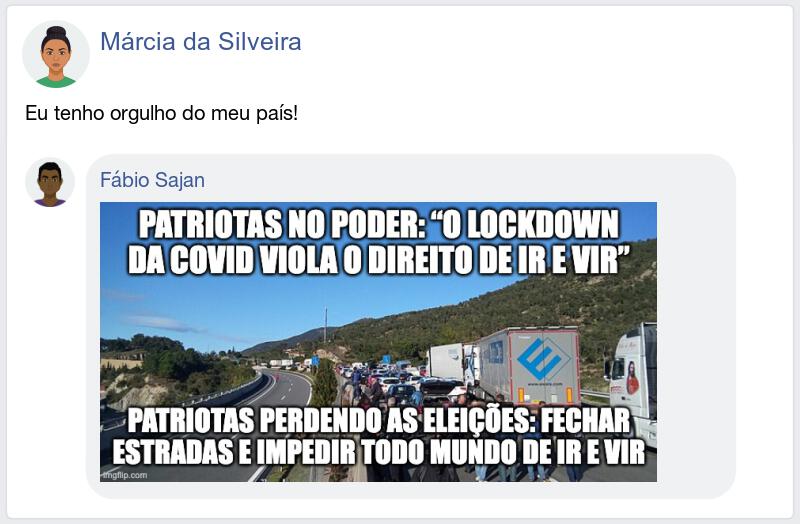 Márcia da Silveira
Eu tenho orgulho do meu país!
Fábio Sajan
PATRIOTAS NO PODER: “O LOCKDOWN
DA COVID VIOLA O DIREITO DE IR E VIR”
PATRIOTAS PERDENDO AS ELEIÇÕES: FECHAR
ESTRADAS E IMPEDIR TODO MUNDO DE IR E VIR
imgflip.com